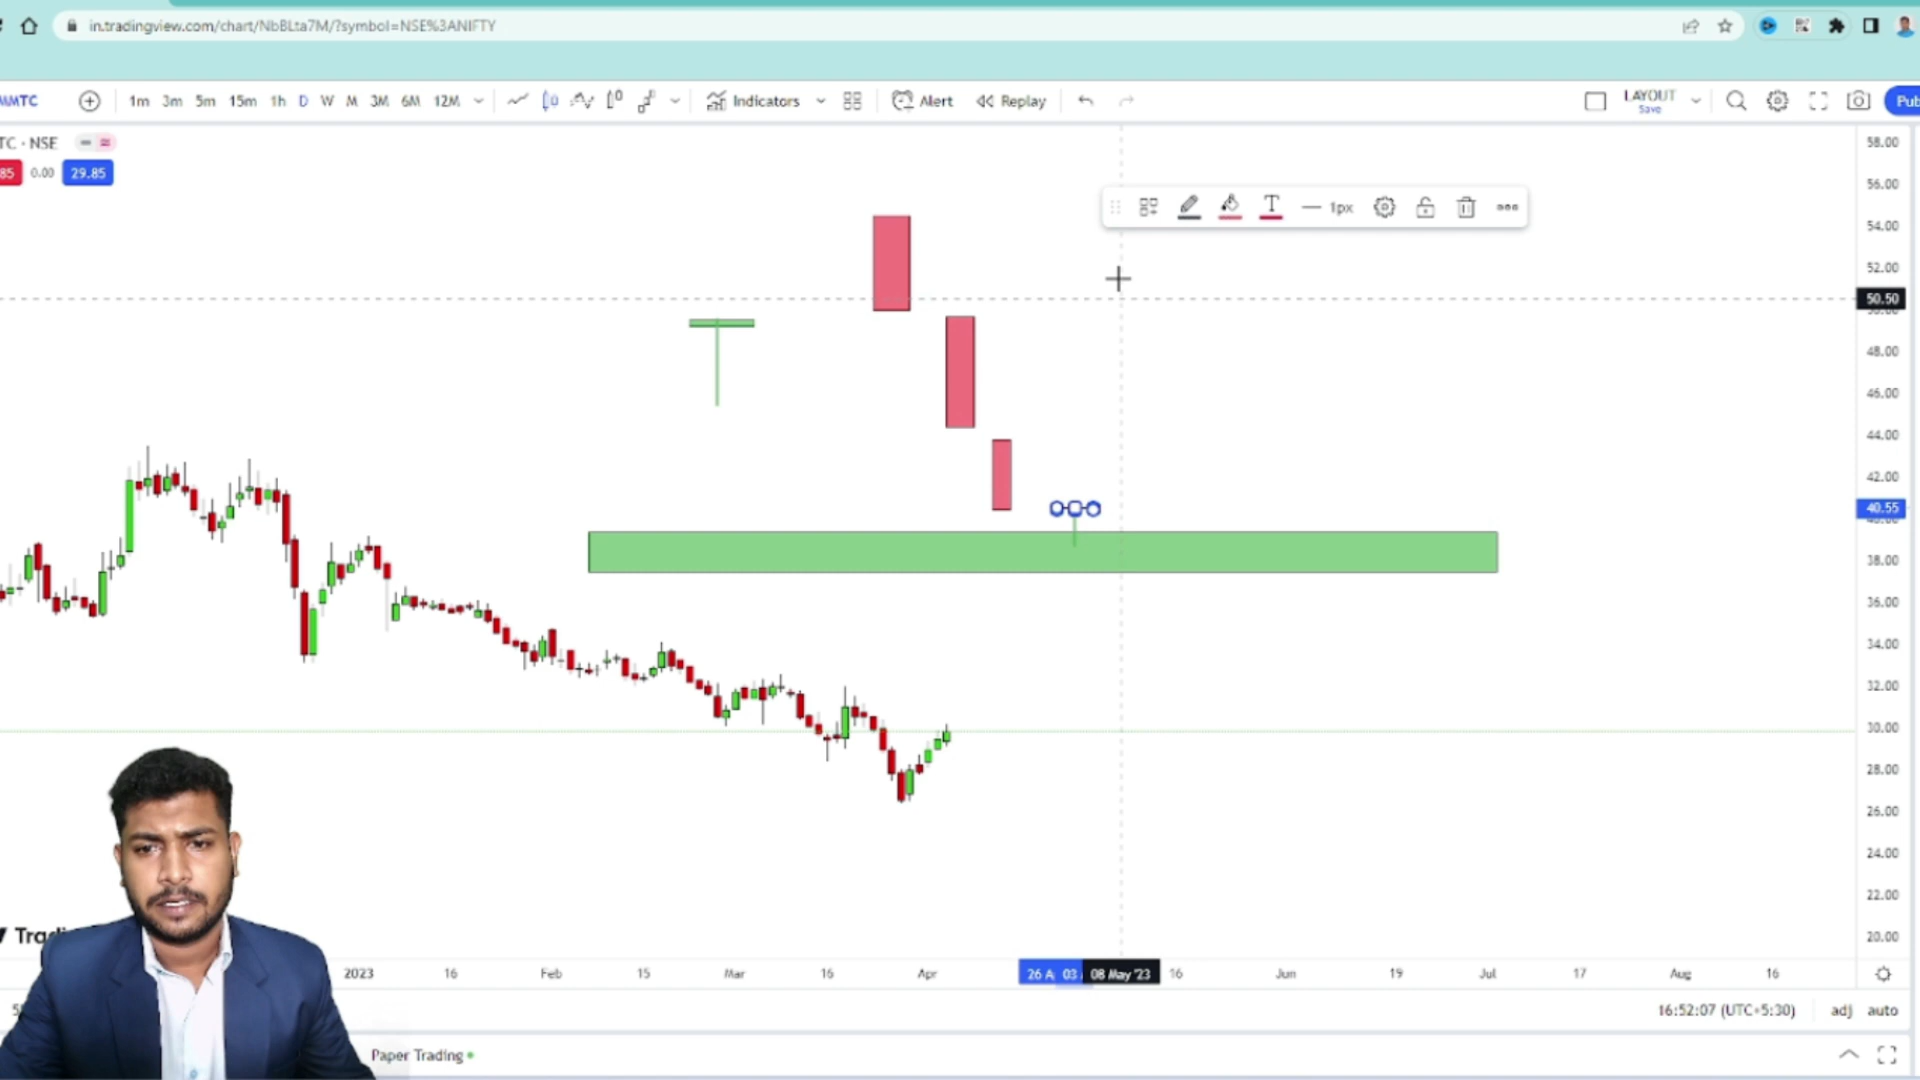 in.tradingview.com/chart/NbBLta7M/?symbol=NSE%3ANIFTY
MMTC 1m 3m 5m 15m 1h D W M 3M 6M 12M Indicators Alert Replay LAYOUT Save Pub
TC · NSE
85 0.00 29.85
1px
58.00
56.00
54.00
52.00
50.50
48.00
46.00
44.00
42.00
40.55
38.00
36.00
34.00
32.00
30.00
28.00
26.00
24.00
22.00
20.00
2023 16 Feb 15 Mar 16 Apr 26 A 03 08 May '23 16 Jun 19 Jul 17 Aug 16
16:52:07 (UTC+5:30) adj auto
Paper Trading